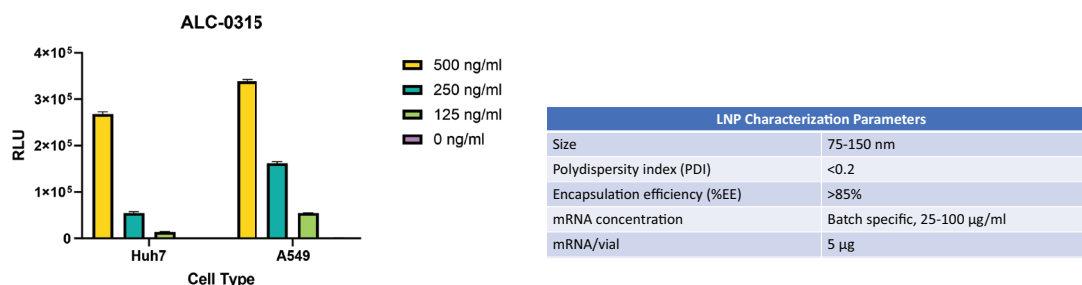 ALC-0315
4×10⁵
3×10⁵
2×10⁵
1×10⁵
0
RLU
Huh7
A549
Cell Type
500 ng/ml
250 ng/ml
125 ng/ml
0 ng/ml
LNP Characterization Parameters
Size 75-150 nm
Polydispersity index (PDI) <0.2
Encapsulation efficiency (%EE) >85%
mRNA concentration Batch specific, 25-100 µg/ml
mRNA/vial 5 µg